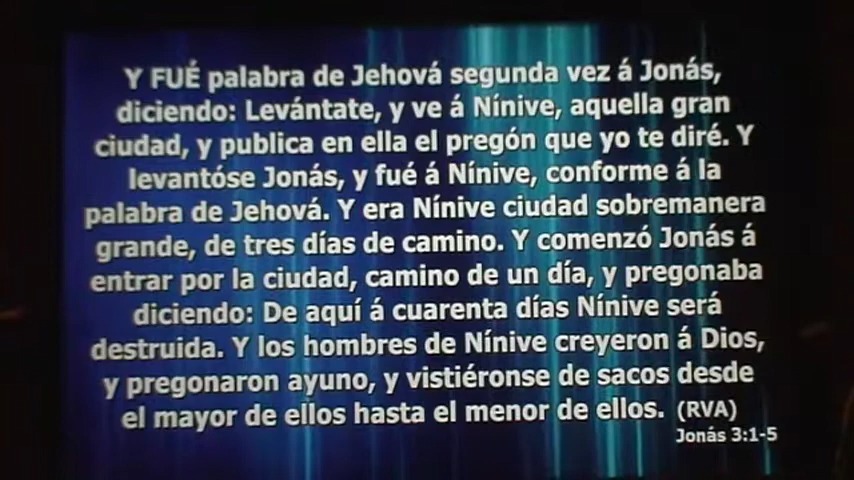 Y FUÉ palabra de Jehová segunda vez á Jonás,
diciendo: Levántate, y ve á Nínive, aquella gran
ciudad, y publica en ella el pregón que yo te diré. Y
levantóse Jonás, y fué á Nínive, conforme á la
palabra de Jehová. Y era Nínive ciudad sobremanera
grande, de tres días de camino. Y comenzó Jonás á
entrar por la ciudad, camino de un día, y pregonaba
diciendo: De aquí á cuarenta días Nínive será
destruida. Y los hombres de Nínive creyeron á Dios,
y pregonaron ayuno, y vistiéronse de sacos desde
el mayor de ellos hasta el menor de ellos. (RVA)
Jonás 3:1-5